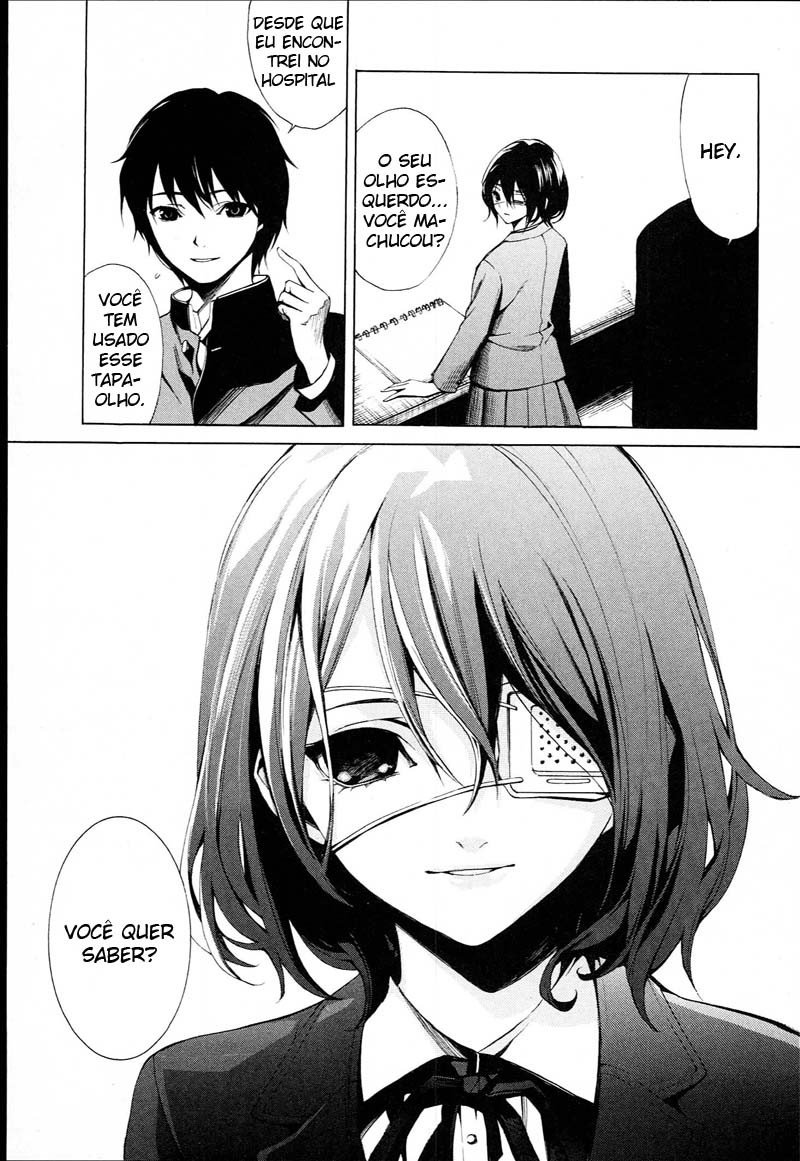 HEY,
O SEU
OLHO ES-
QUERDO...
VOCÊ MA-
CHUCOU?
DESDE QUE
EU ENCON-
TREI NO
HOSPITAL
VOCÊ
TEM
USADO
ESSE
TAPA-
OLHO.
VOCÊ QUER
SABER?